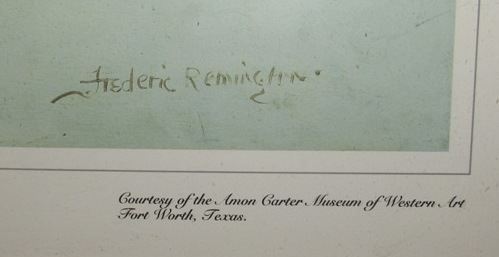 Frederic Remington.
Courtesy of the Amon Carter Museum of Western Art
Fort Worth, Texas.